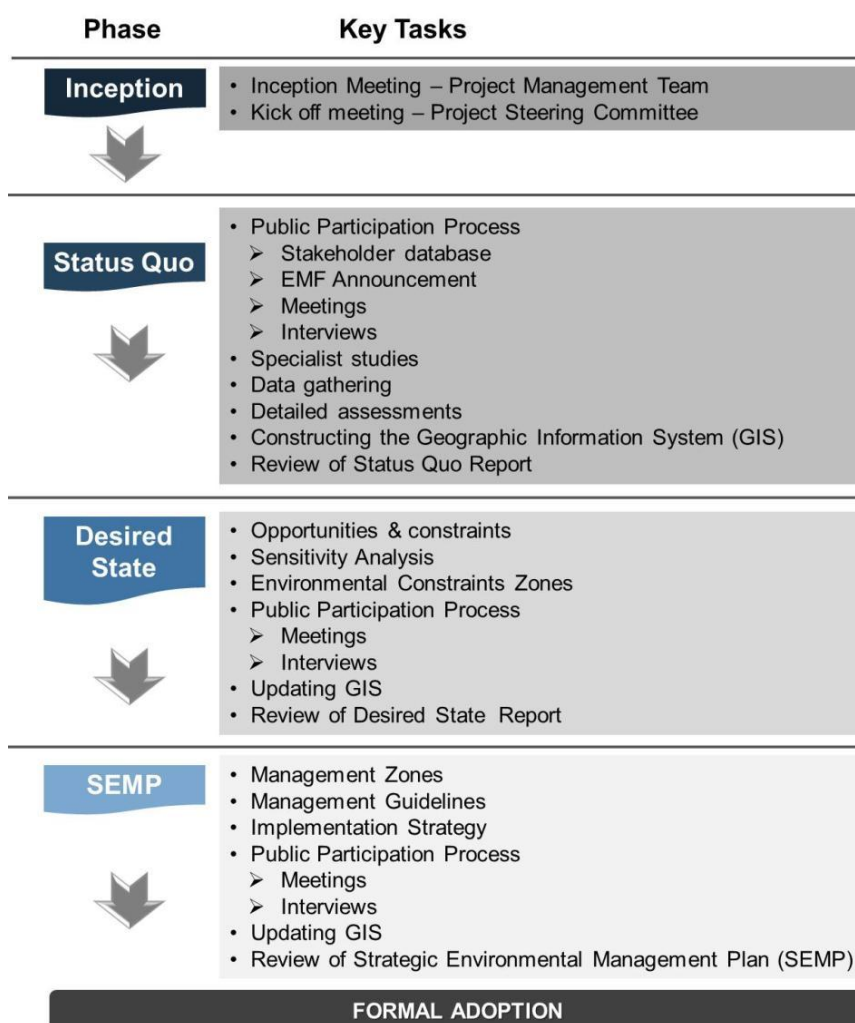 Phase
Key Tasks
Inception
• Inception Meeting – Project Management Team
• Kick off meeting – Project Steering Committee
Status Quo
• Public Participation Process
➢ Stakeholder database
➢ EMF Announcement
➢ Meetings
➢ Interviews
• Specialist studies
• Data gathering
• Detailed assessments
• Constructing the Geographic Information System (GIS)
• Review of Status Quo Report
Desired
State
• Opportunities & constraints
• Sensitivity Analysis
• Environmental Constraints Zones
• Public Participation Process
➢ Meetings
➢ Interviews
• Updating GIS
• Review of Desired State Report
SEMP
• Management Zones
• Management Guidelines
• Implementation Strategy
• Public Participation Process
➢ Meetings
➢ Interviews
• Updating GIS
• Review of Strategic Environmental Management Plan (SEMP)
FORMAL ADOPTION